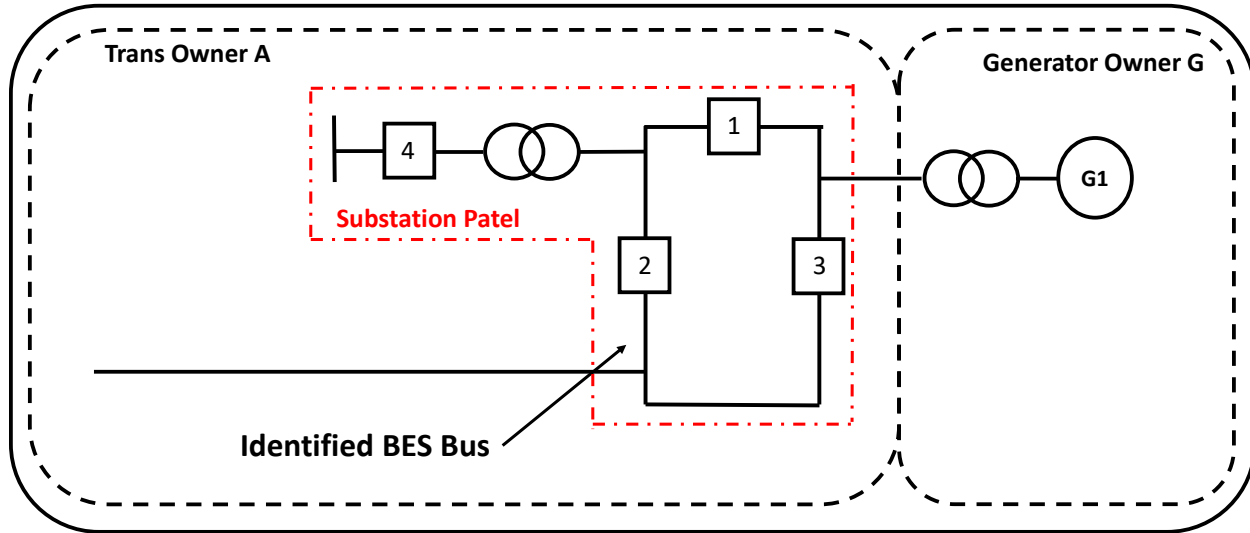 Trans Owner A
Generator Owner G
1
4
G1
Substation Patel
2
3
Identified BES Bus